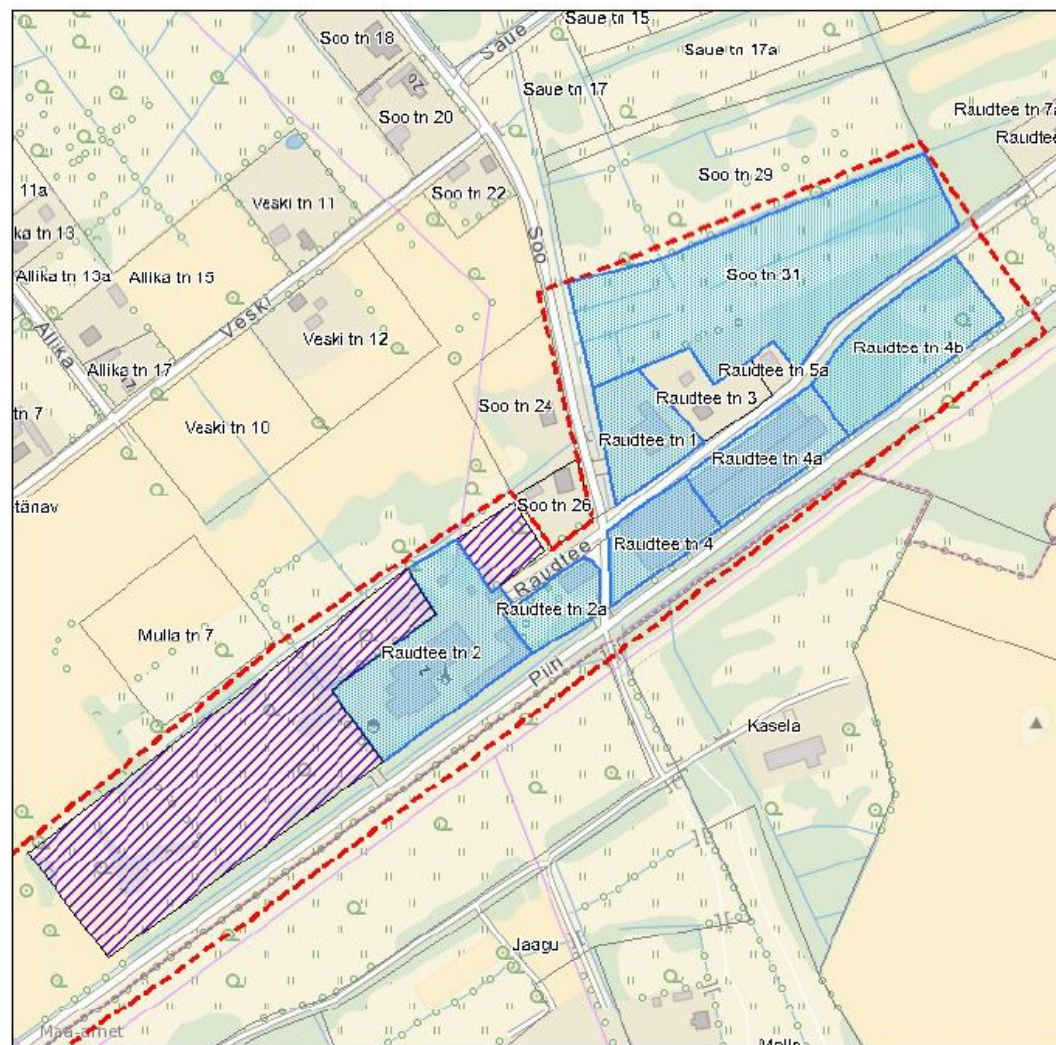 Saue tn 15
Soo tn 18
Saue
Saue tn 17a
20
Saue tn 17
Soo tn 20
Raudtee tn 7a
Raudtee
Soo tn 29
11a
Soo tn 22
Veski tn 11
ka tn 13
Soo
Allika tn 13a
Allika tn 15
Soo tn 31
Veski
Allika
Veski tn 12
Raudtee tn 4b
Allika tn 17
17
Raudtee tn 5a
Raudtee tn 3
tn 7
Soo tn 24
Veski tn 10
Raudtee tn 1
Raudtee tn 4a
tänav
Soo tn 26
Raudtee
Raudtee tn 4
Raudtee tn 2a
Mulla tn 7
Raudtee tn 2
2
Piiri
Kasela
Jaagu
Maa-amet